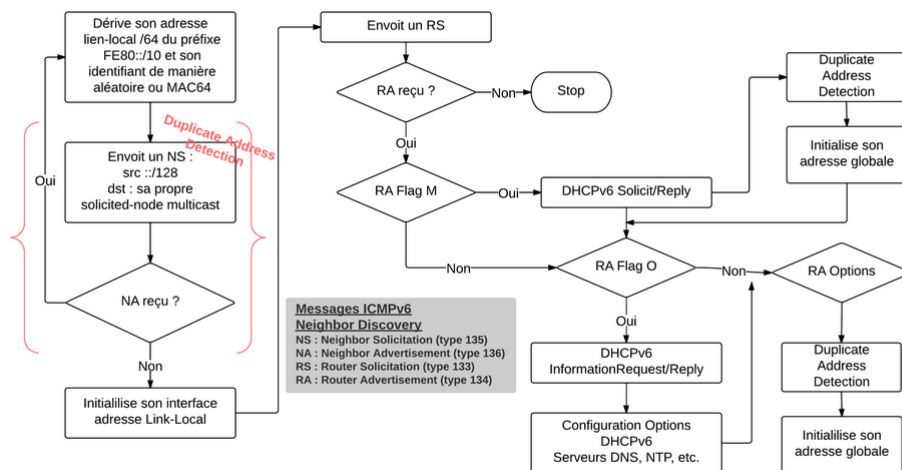 Dérive son adresse
lien-local /64 du préfixe
FE80::/10 et son
identifiant de manière
aléatoire ou MAC64
Duplicate Address
Detection
Oui
Envoit un NS :
src ::/128
dst : sa propre
solicited-node multicast
NA reçu ?
Non
Initialilise son interface
adresse Link-Local
Envoit un RS
RA reçu ?
Non
Stop
Oui
RA Flag M
Oui
DHCPv6 Solicit/Reply
Duplicate
Address
Detection
Initialise son
adresse globale
Non
RA Flag O
Non
RA Options
Oui
DHCPv6
InformationRequest/Reply
Configuration Options
DHCPv6
Serveurs DNS, NTP, etc.
Duplicate
Address
Detection
Initialilise son
adresse globale
Messages ICMPv6
Neighbor Discovery
NS : Neighbor Solicitation (type 135)
NA : Neighbor Advertisement (type 136)
RS : Router Solicitation (type 133)
RA : Router Advertisement (type 134)